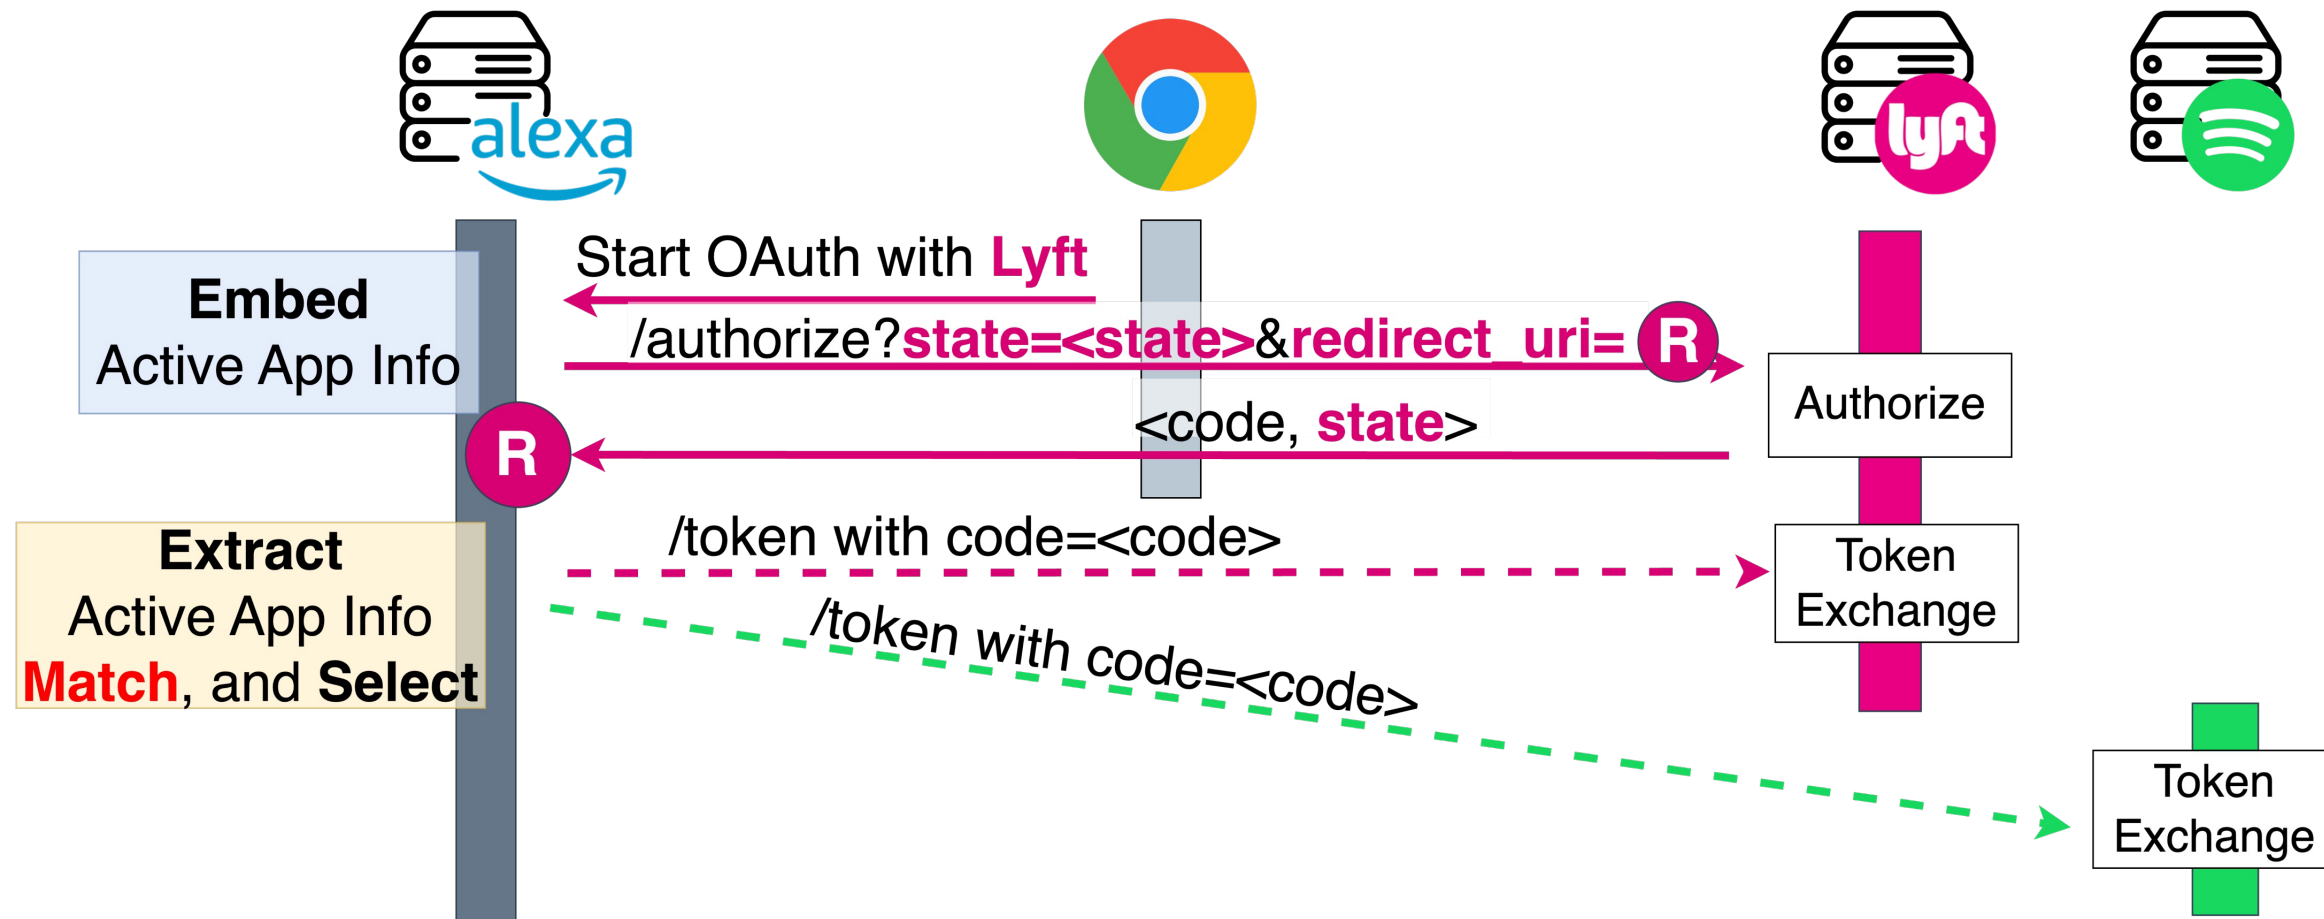 alexa
lyft
Start OAuth with Lyft
Embed
Active App Info
/authorize?state=<state>&redirect_uri= R
Authorize
<code, state>
R
Extract
Active App Info
Match, and Select
/token with code=<code>
Token
Exchange
/token with code=<code>
Token
Exchange